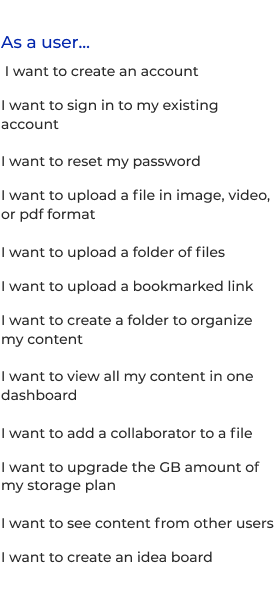 As a user...
I want to create an account
I want to sign in to my existing
account
I want to reset my password
I want to upload a file in image, video,
or pdf format
I want to upload a folder of files
I want to upload a bookmarked link
I want to create a folder to organize
my content
I want to view all my content in one
dashboard
I want to add a collaborator to a file
I want to upgrade the GB amount of
my storage plan
I want to see content from other users
I want to create an idea board